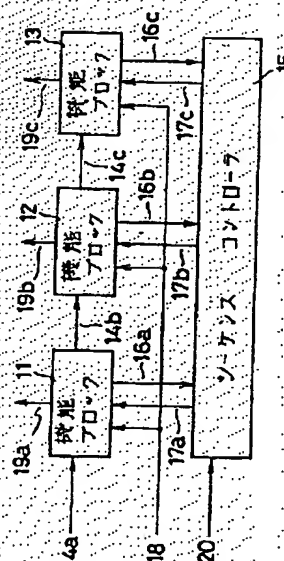 19a
11
機能
ブロック
14b
16a
17a
19b
12
機能
ブロック
14c
16b
17b
19c
13
機能
ブロック
16c
17c
4a
18
20
シーケンス コントローラ